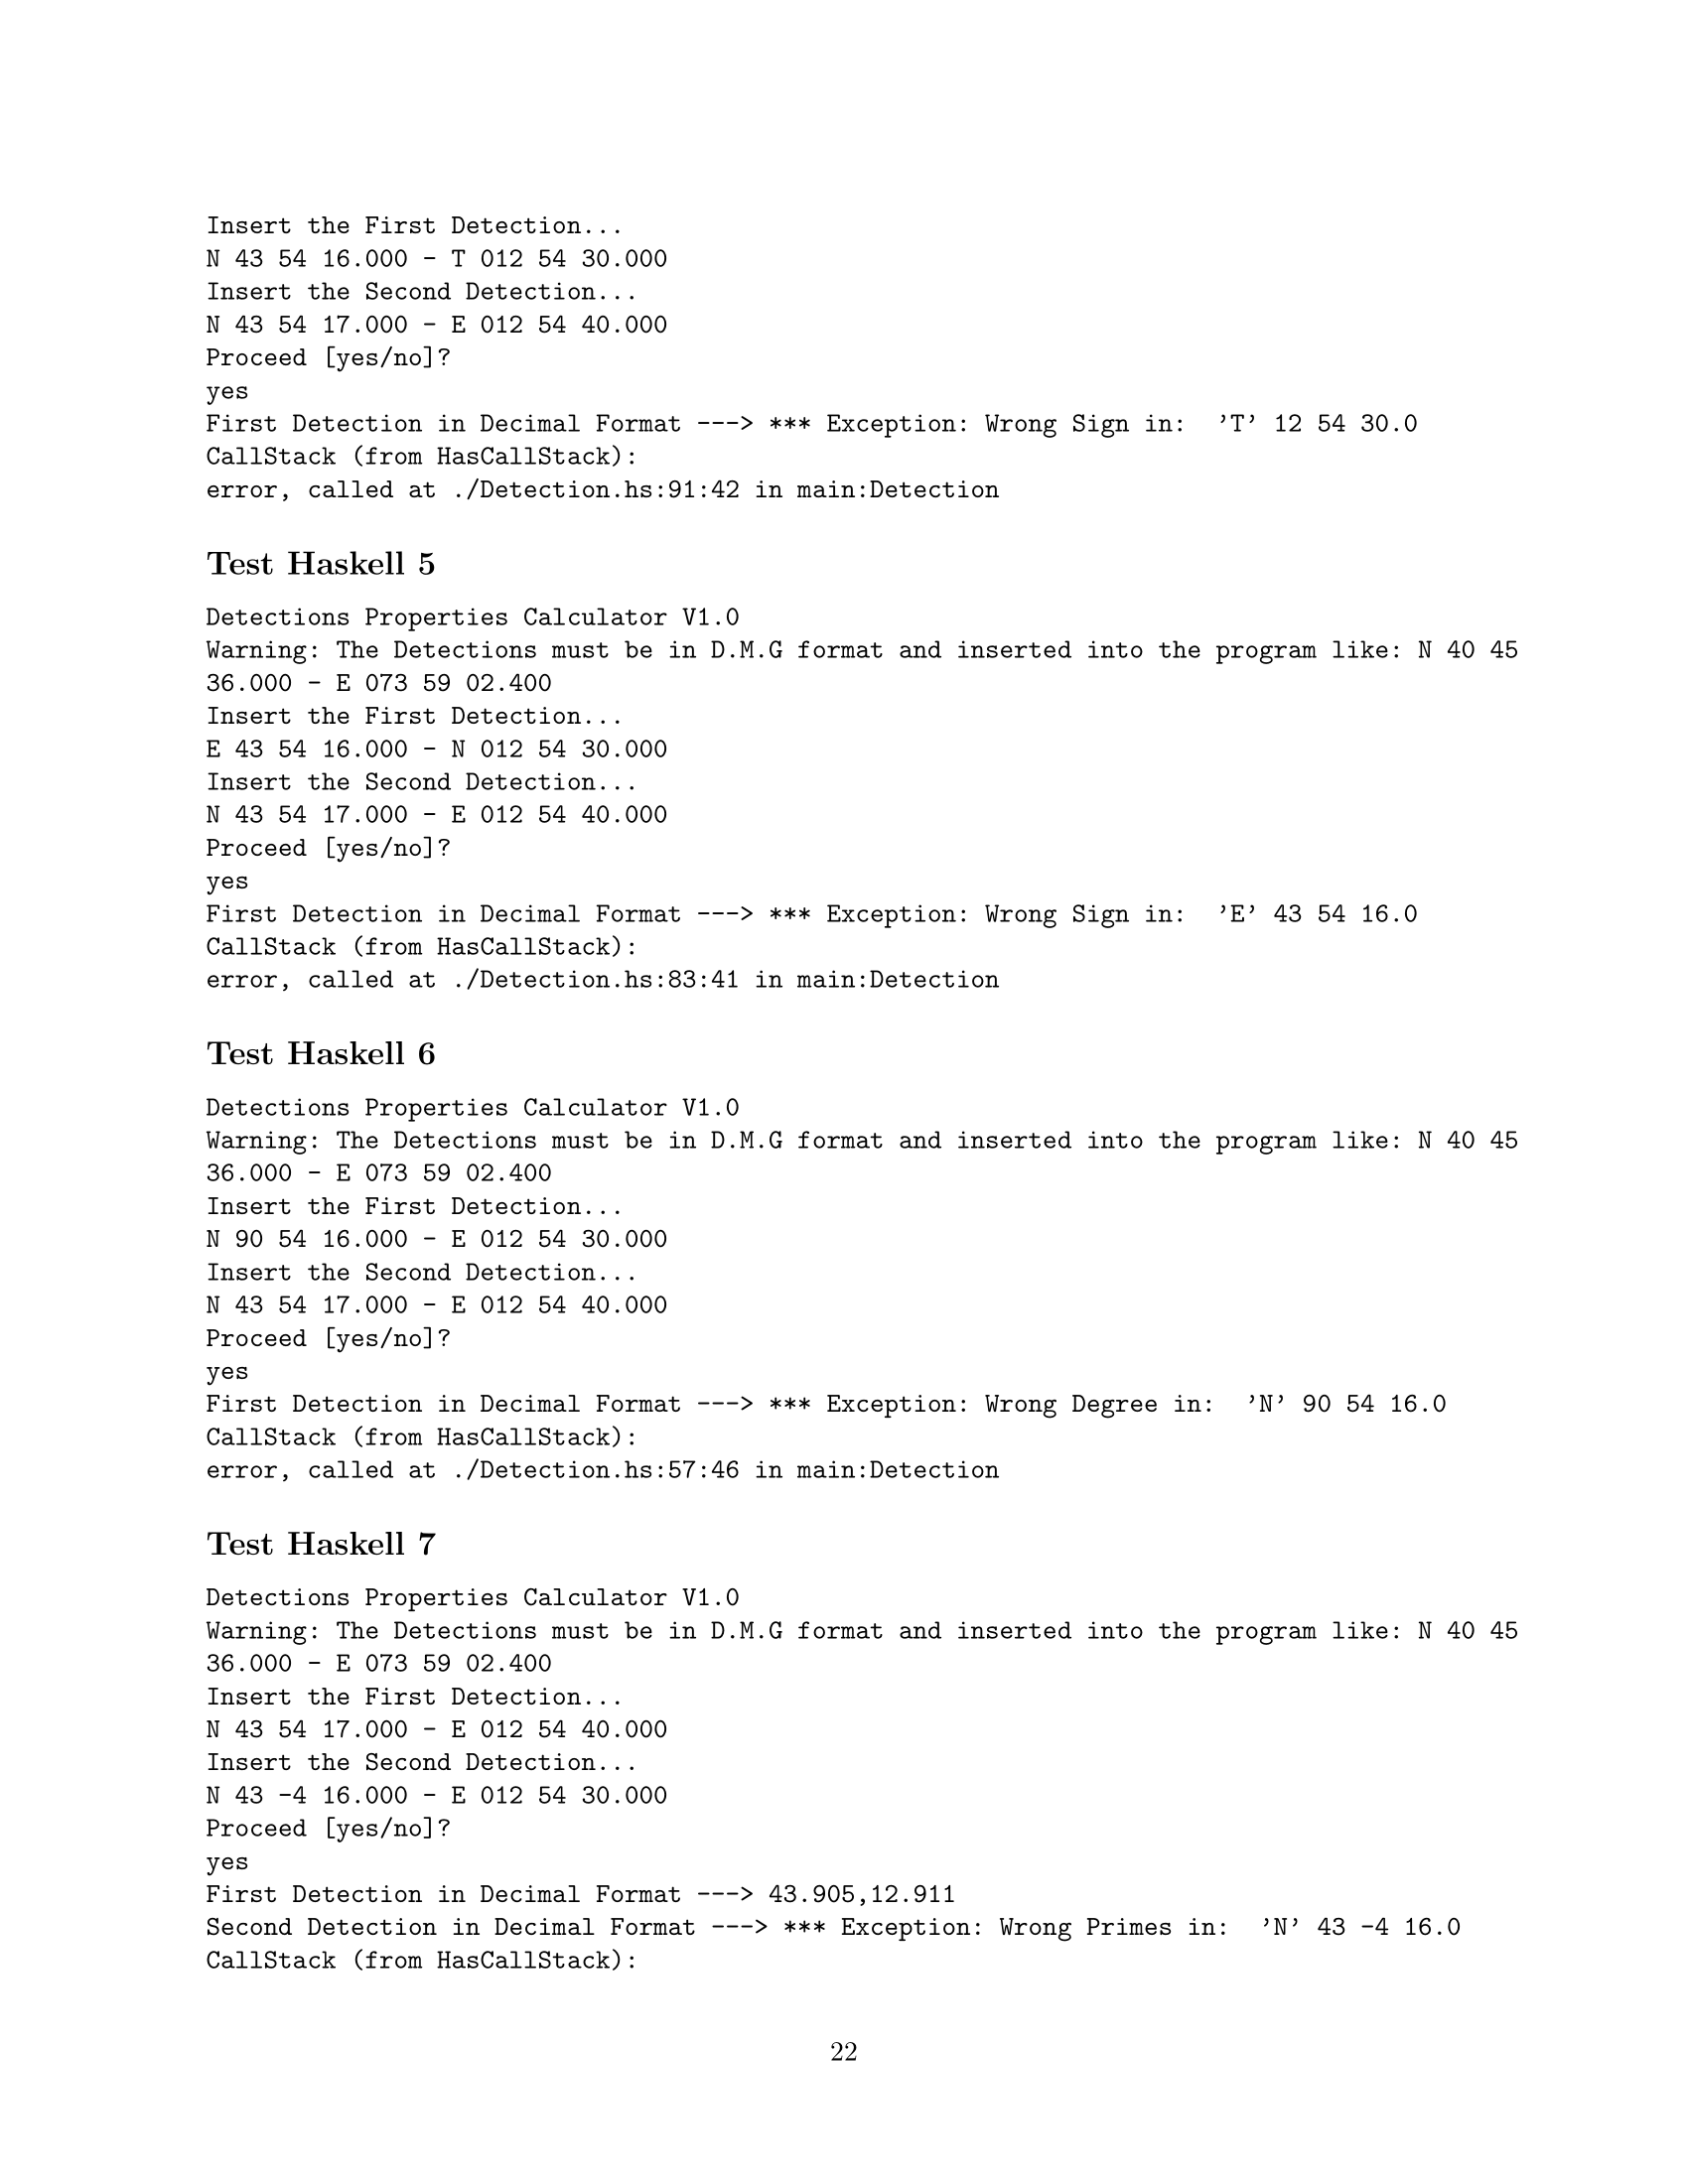 Insert the First Detection...
N 43 54 16.000 - T 012 54 30.000
Insert the Second Detection...
N 43 54 17.000 - E 012 54 40.000
Proceed [yes/no]?
yes
First Detection in Decimal Format ---> *** Exception: Wrong Sign in:  ’T’ 12 54 30.0
CallStack (from HasCallStack):
error, called at ./Detection.hs:91:42 in main:Detection
Test Haskell 5
Detections Properties Calculator V1.0
Warning: The Detections must be in D.M.G format and inserted into the program like: N 40 45
36.000 - E 073 59 02.400
Insert the First Detection...
E 43 54 16.000 - N 012 54 30.000
Insert the Second Detection...
N 43 54 17.000 - E 012 54 40.000
Proceed [yes/no]?
yes
First Detection in Decimal Format ---> *** Exception: Wrong Sign in:  ’E’ 43 54 16.0
CallStack (from HasCallStack):
error, called at ./Detection.hs:83:41 in main:Detection
Test Haskell 6
Detections Properties Calculator V1.0
Warning: The Detections must be in D.M.G format and inserted into the program like: N 40 45
36.000 - E 073 59 02.400
Insert the First Detection...
N 90 54 16.000 - E 012 54 30.000
Insert the Second Detection...
N 43 54 17.000 - E 012 54 40.000
Proceed [yes/no]?
yes
First Detection in Decimal Format ---> *** Exception: Wrong Degree in:  ’N’ 90 54 16.0
CallStack (from HasCallStack):
error, called at ./Detection.hs:57:46 in main:Detection
Test Haskell 7
Detections Properties Calculator V1.0
Warning: The Detections must be in D.M.G format and inserted into the program like: N 40 45
36.000 - E 073 59 02.400
Insert the First Detection...
N 43 54 17.000 - E 012 54 40.000
Insert the Second Detection...
N 43 -4 16.000 - E 012 54 30.000
Proceed [yes/no]?
yes
First Detection in Decimal Format ---> 43.905,12.911
Second Detection in Decimal Format ---> *** Exception: Wrong Primes in:  ’N’ 43 -4 16.0
CallStack (from HasCallStack):
22